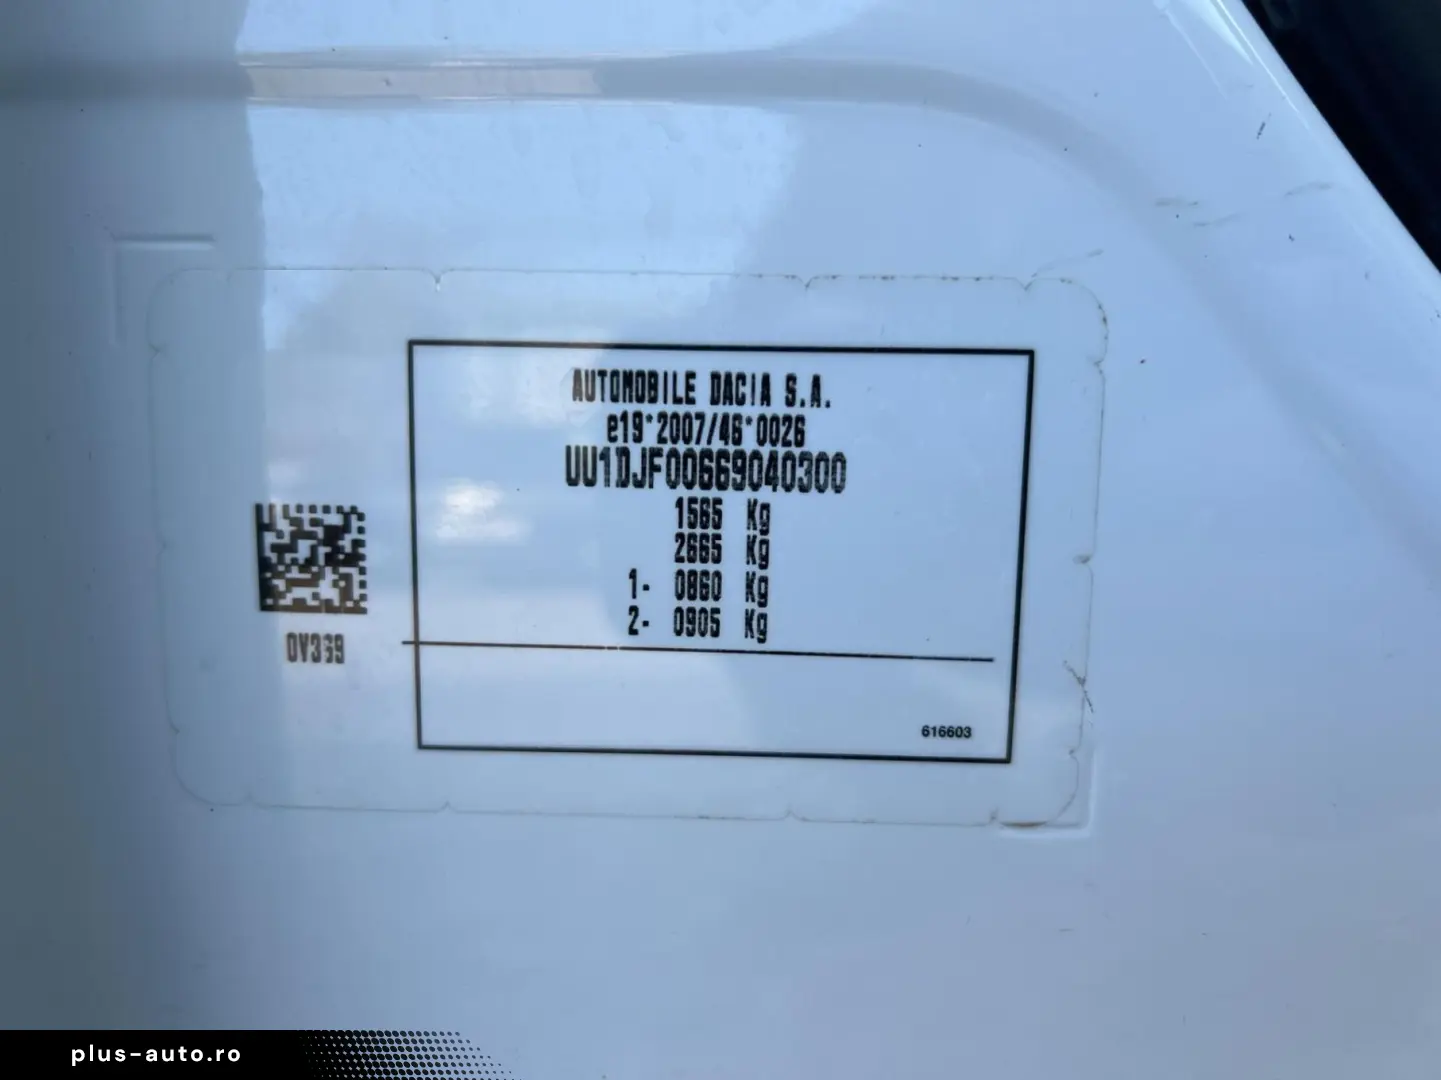 AUTOMOBILE DACIA S.A.
e19*2007/46*0026
UU1DJF00669040300
1565 Kg
2665 Kg
1- 0860 Kg
2- 0905 Kg
0V369
616603
plus-auto.ro